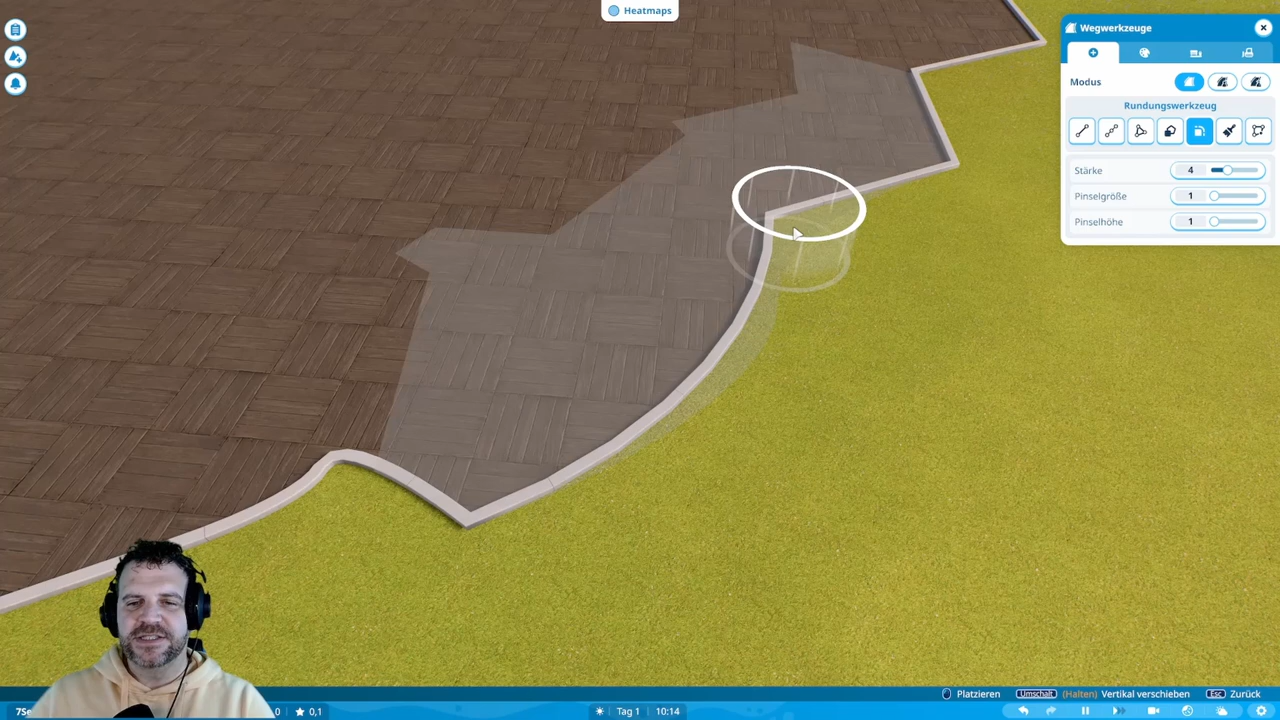 Heatmaps
Wegwerkzeuge
Modus
Rundungswerkzeug
Stärke 4
Pinselgröße 1
Pinselhöhe 1
Platzieren Umschalt (Halten) Vertikal verschieben Esc Zurück
0 0,1 Tag 1 10:14